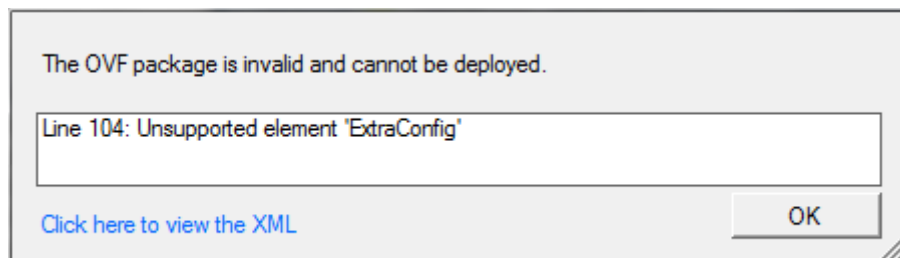 The OVF package is invalid and cannot be deployed.
Line 104: Unsupported element 'ExtraConfig'
Click here to view the XML
OK